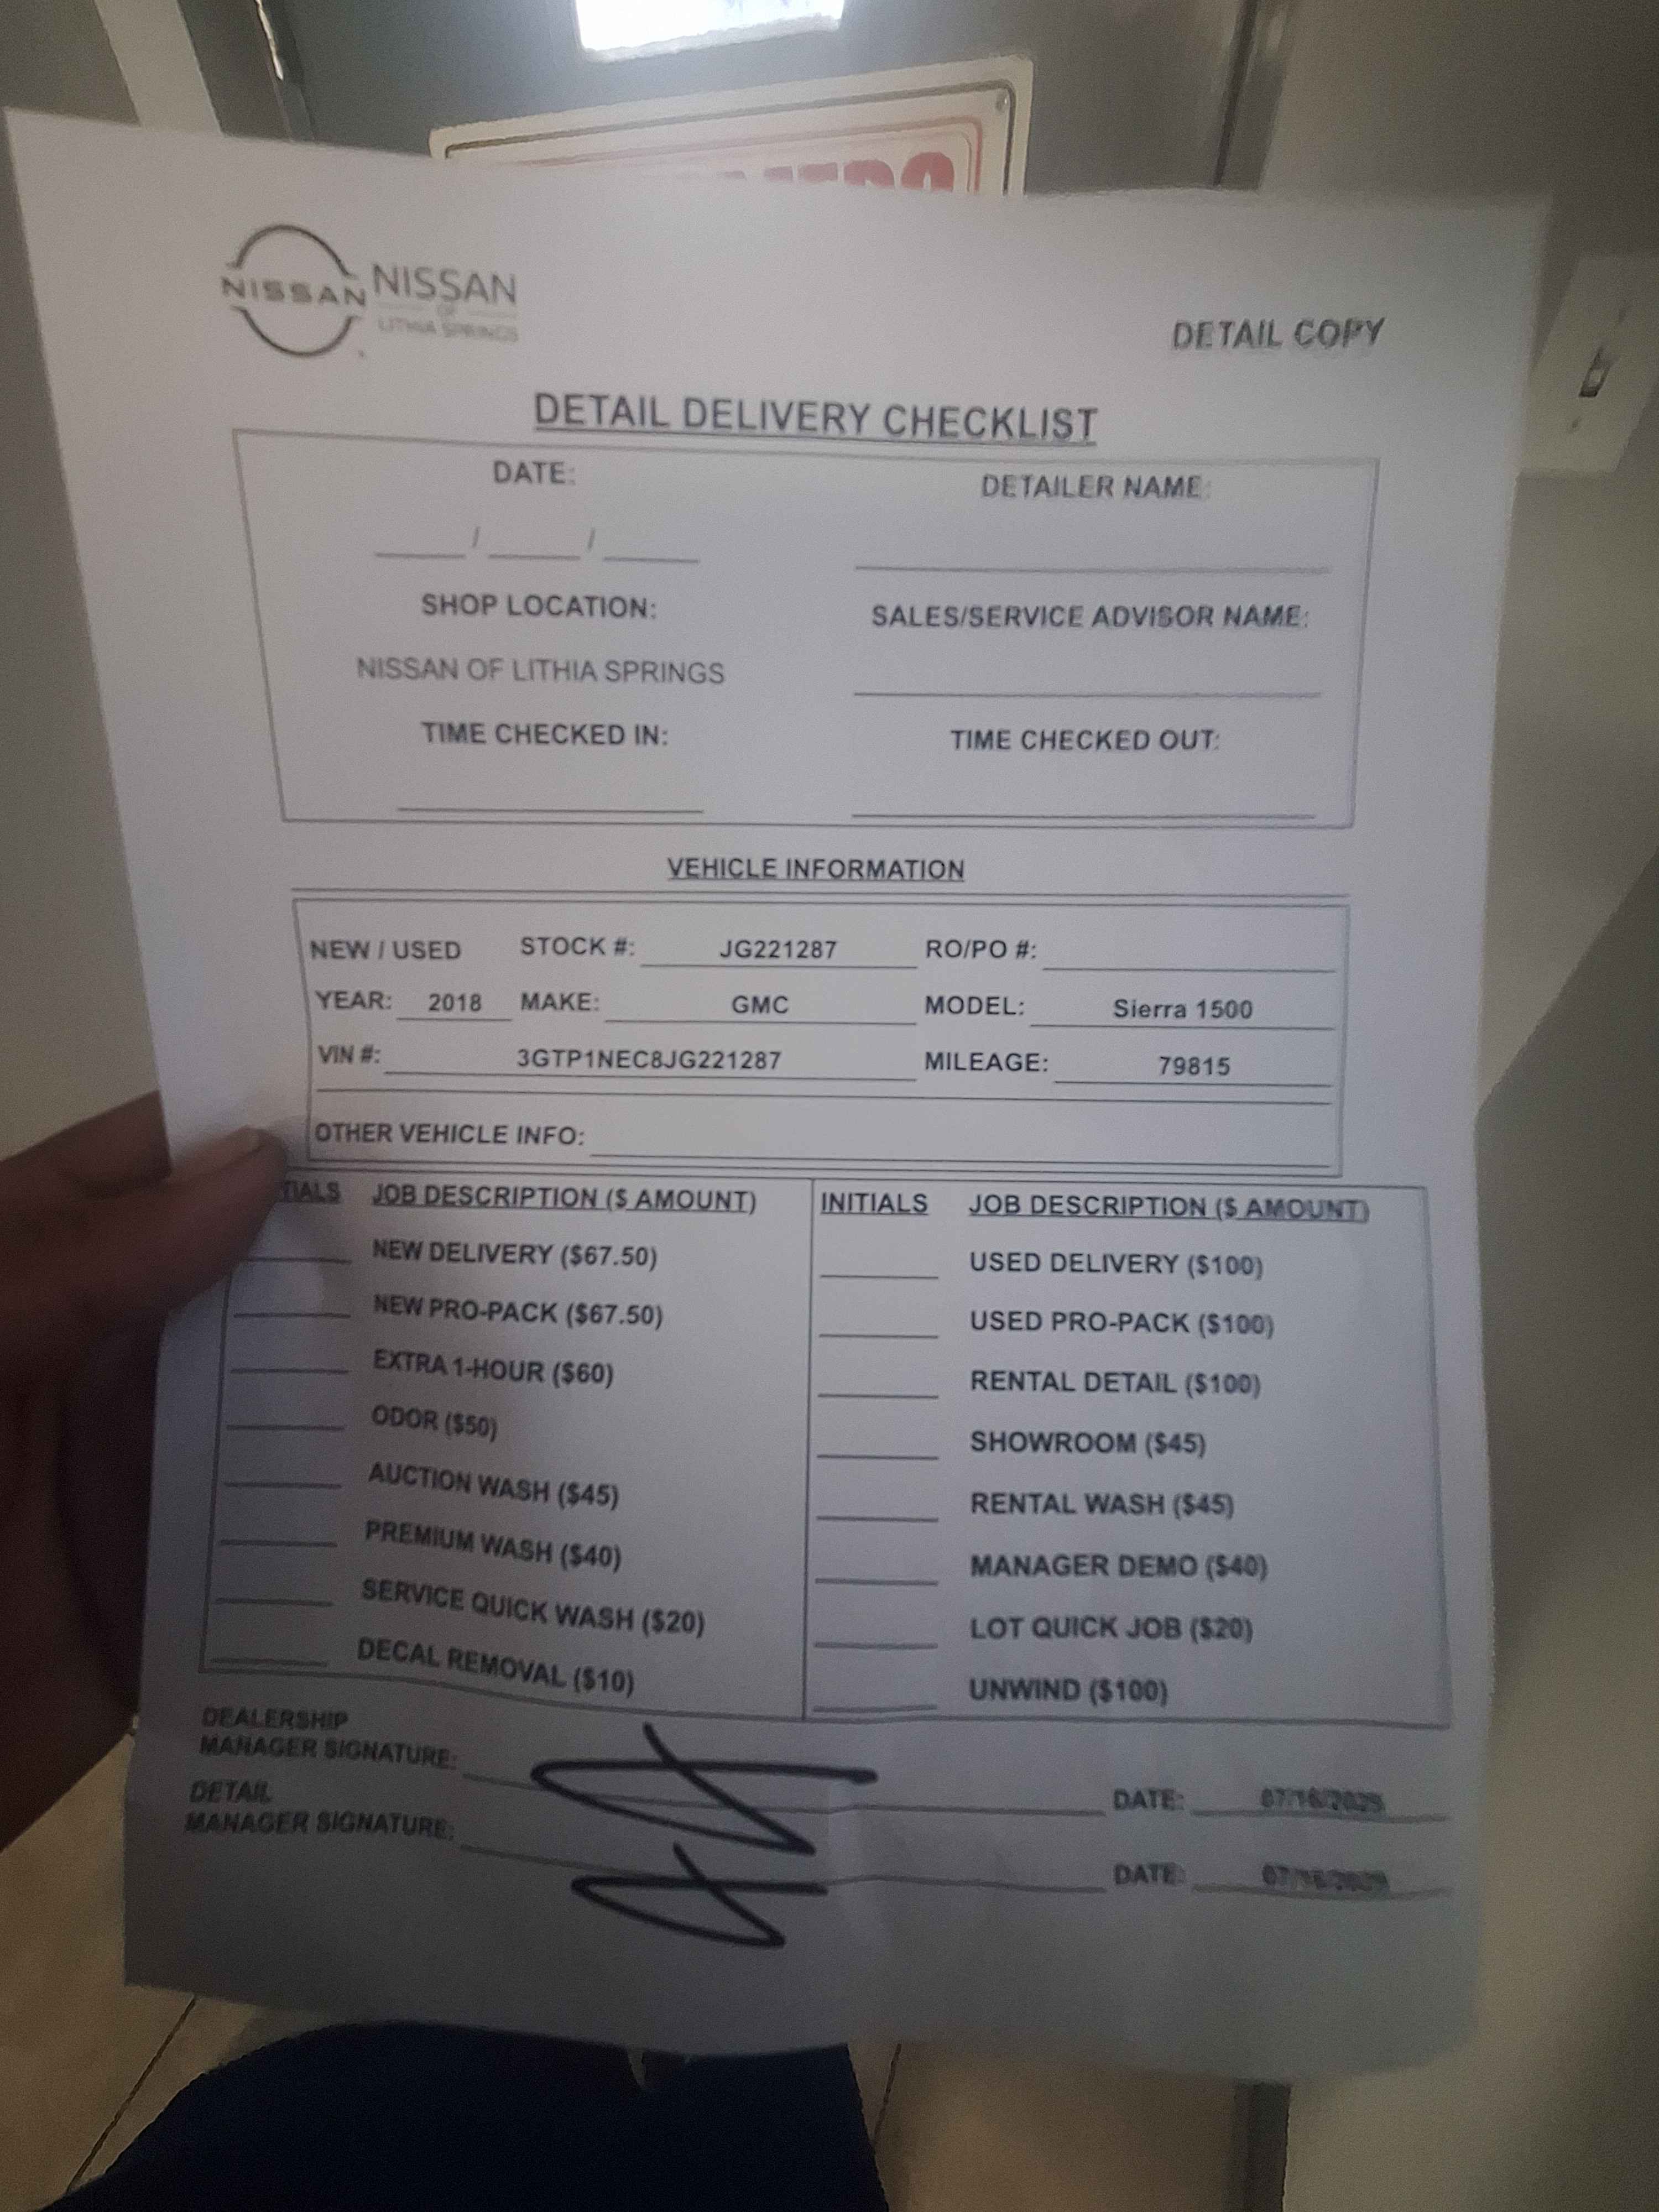 NISSAN
NISSAN
OF
LITHIA SPRINGS
DETAIL COPY
DETAIL DELIVERY CHECKLIST
DATE: DETAILER NAME:
/ /
SHOP LOCATION: SALES/SERVICE ADVISOR NAME:
NISSAN OF LITHIA SPRINGS
TIME CHECKED IN: TIME CHECKED OUT:
VEHICLE INFORMATION
NEW / USED STOCK #: JG221287 RO/PO #:
YEAR: 2018 MAKE: GMC MODEL: Sierra 1500
VIN #: 3GTP1NEC8JG221287 MILEAGE: 79815
OTHER VEHICLE INFO:
TIALS JOB DESCRIPTION ($ AMOUNT) INITIALS JOB DESCRIPTION ($ AMOUNT)
NEW DELIVERY ($67.50) USED DELIVERY ($100)
NEW PRO-PACK ($67.50) USED PRO-PACK ($100)
EXTRA 1-HOUR ($60) RENTAL DETAIL ($100)
ODOR ($50) SHOWROOM ($45)
AUCTION WASH ($45) RENTAL WASH ($45)
PREMIUM WASH ($40) MANAGER DEMO ($40)
SERVICE QUICK WASH ($20) LOT QUICK JOB ($20)
DECAL REMOVAL ($10) UNWIND ($100)
DEALERSHIP
MANAGER SIGNATURE: DATE:
DETAIL
MANAGER SIGNATURE: DATE: